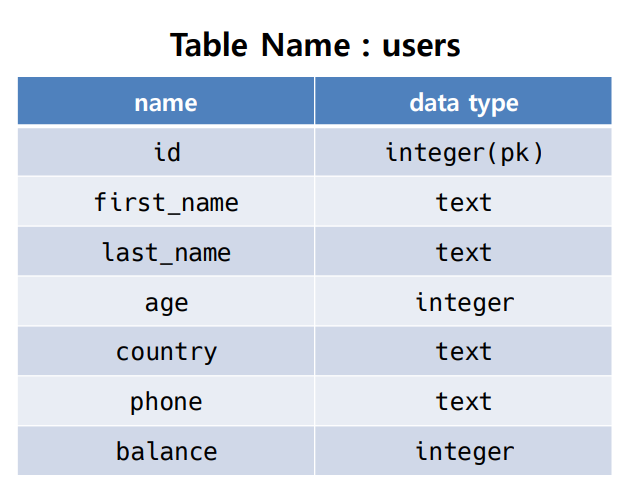 Table Name : users
name data type
id integer(pk)
first_name text
last_name text
age integer
country text
phone text
balance integer